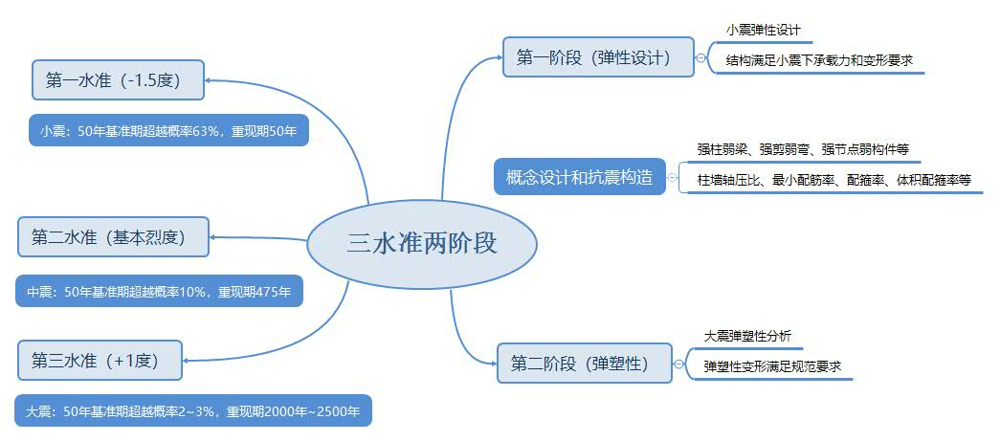 三水准两阶段
第一水准（-1.5度）
小震：50年基准期超越概率63%，重现期50年
第二水准（基本烈度）
中震：50年基准期超越概率10%，重现期475年
第三水准（+1度）
大震：50年基准期超越概率2~3%，重现期2000年~2500年
第一阶段（弹性设计）
小震弹性设计
结构满足小震下承载力和变形要求
概念设计和抗震构造
强柱弱梁、强剪弱弯、强节点弱构件等
柱墙轴压比、最小配筋率、配箍率、体积配箍率等
第二阶段（弹塑性）
大震弹塑性分析
弹塑性变形满足规范要求